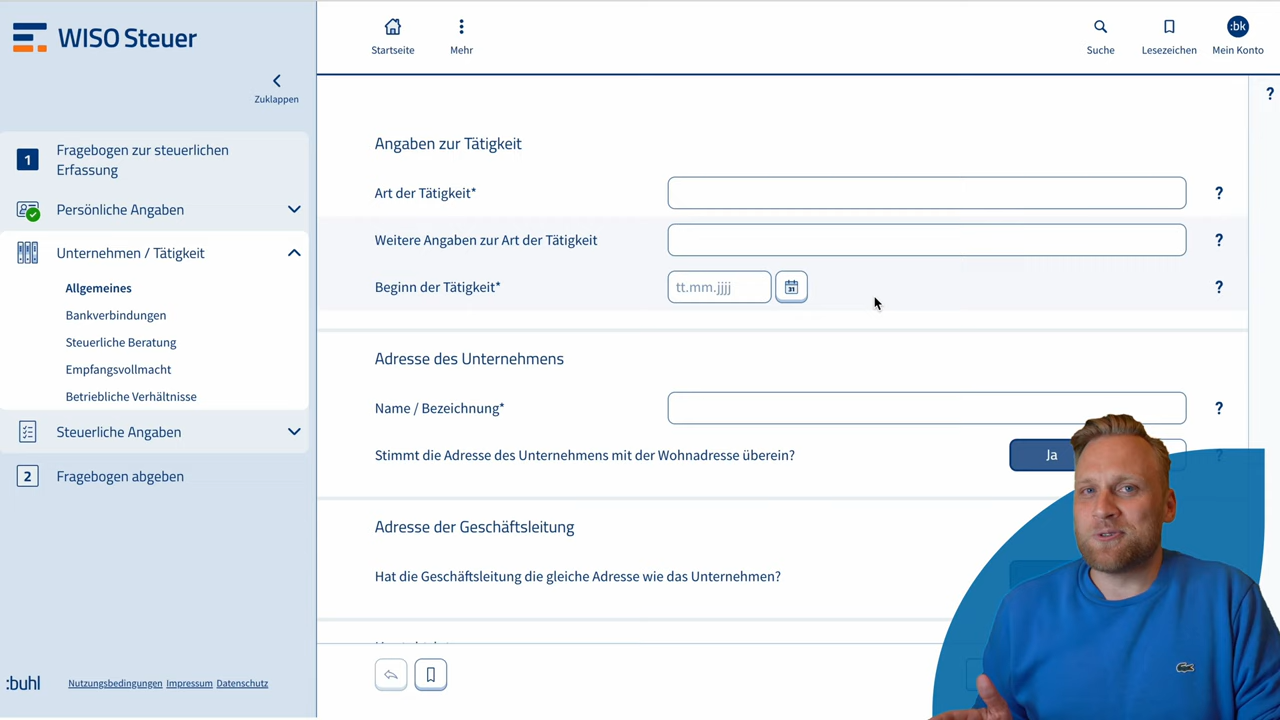 WISO Steuer
Zuklappen
1
Fragebogen zur steuerlichen
Erfassung
Persönliche Angaben
Unternehmen / Tätigkeit
Allgemeines
Bankverbindungen
Steuerliche Beratung
Empfangsvollmacht
Betriebliche Verhältnisse
Steuerliche Angaben
2 Fragebogen abgeben
:buhl
Nutzungsbedingungen Impressum Datenschutz
Startseite
Mehr
Suche
Lesezeichen
:bk
Mein Konto
?
Angaben zur Tätigkeit
Art der Tätigkeit* ?
Weitere Angaben zur Art der Tätigkeit ?
Beginn der Tätigkeit* tt.mm.jjjj 31 ?
Adresse des Unternehmens
Name / Bezeichnung* ?
Stimmt die Adresse des Unternehmens mit der Wohnadresse überein? Ja ?
Adresse der Geschäftsleitung
Hat die Geschäftsleitung die gleiche Adresse wie das Unternehmen?